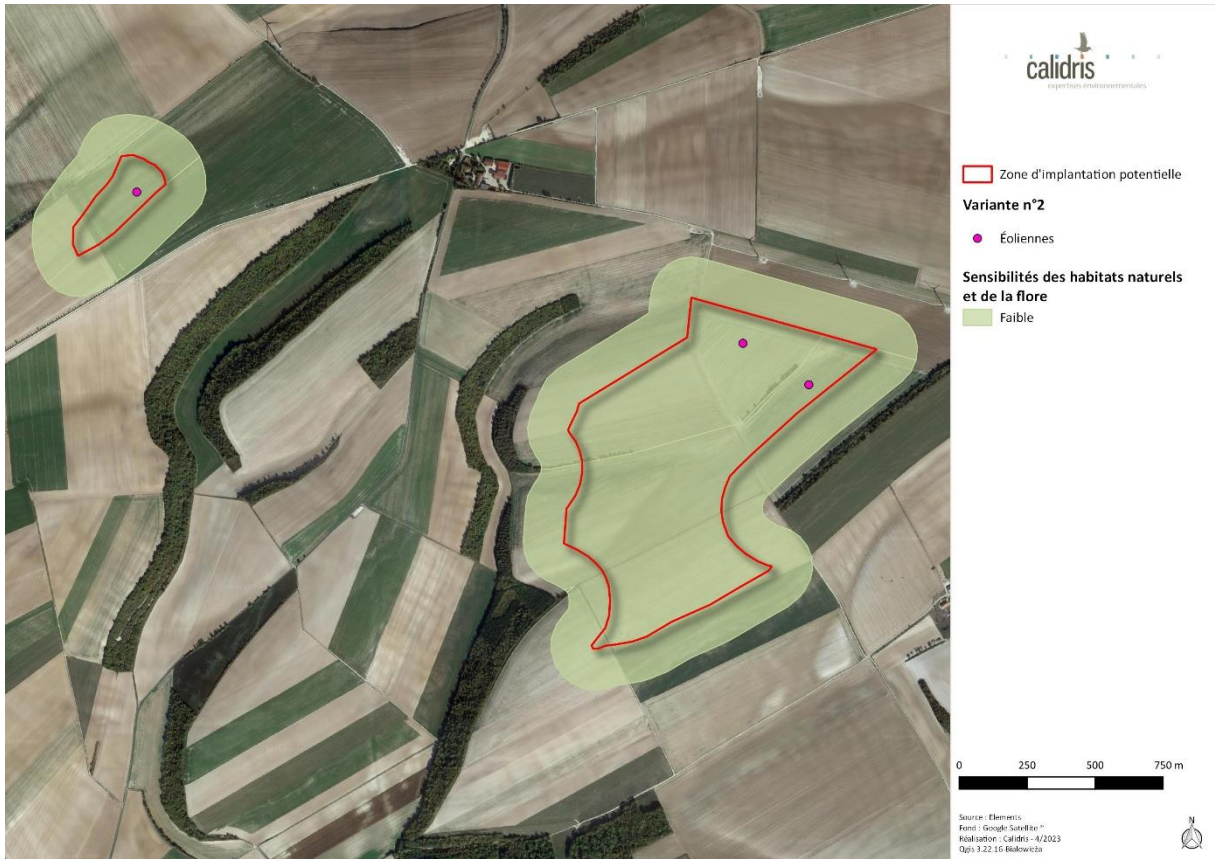 calidris
expertises environnementales
Zone d'implantation potentielle
Variante n°2
Éoliennes
Sensibilités des habitats naturels
et de la flore
Faible
0 250 500 750 m
Source : Elements
Fond : Google Satellite ™
Réalisation : Calidris - 4/2023
Qgis 3.22.16-Białowieża
N